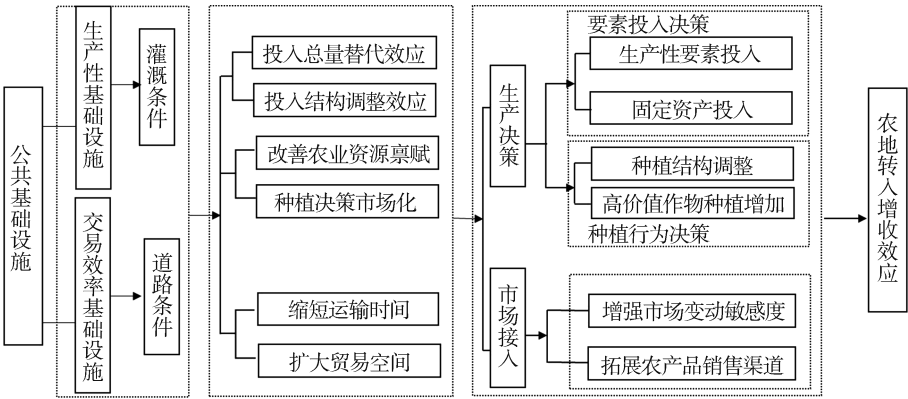 公共基础设施
生产性基础设施
灌溉条件
交易效率基础设施
道路条件
投入总量替代效应
投入结构调整效应
改善农业资源禀赋
种植决策市场化
缩短运输时间
扩大贸易空间
生产决策
要素投入决策
生产性要素投入
固定资产投入
种植结构调整
高价值作物种植增加
种植行为决策
市场接入
增强市场变动敏感度
拓展农产品销售渠道
农地转入增收效应